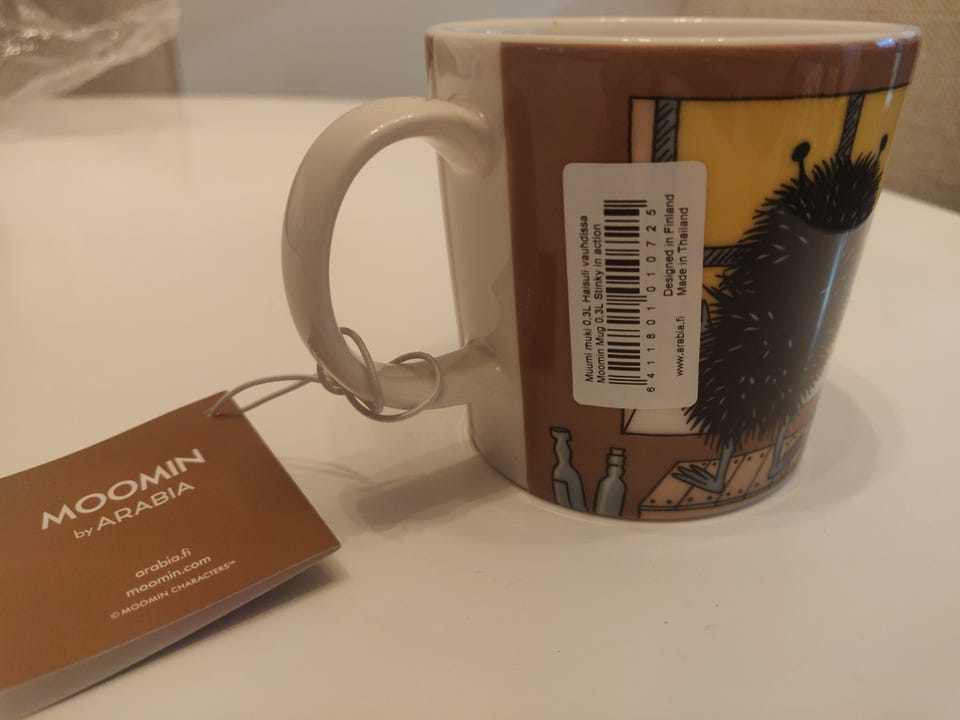 Muumi muki 0,3L Haisuli vauhdissa
Moomin Mug 0,3L Stinky in action
6 411801 010725
Designed in Finland
www.arabia.fi Made in Thailand
MOOMIN
by ARABIA
arabia.fi
moomin.com
© MOOMIN CHARACTERS™